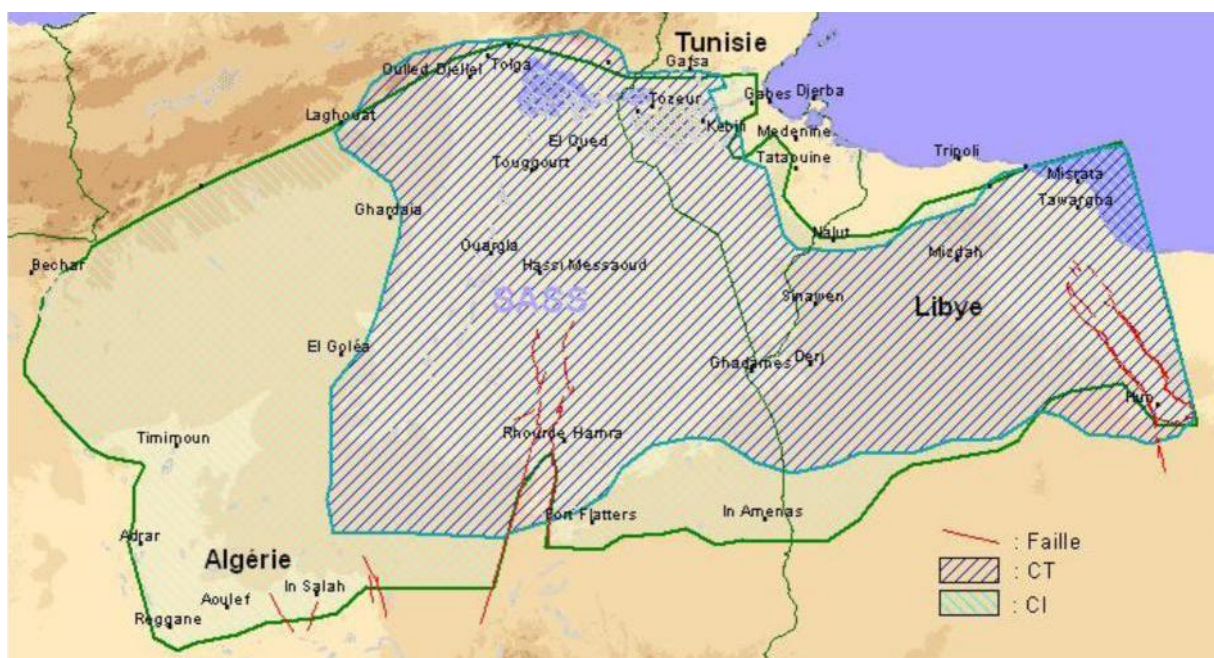 Tunisie
Gafsa
Oulled Djellel
Tolga
Tozeur
Gabes
Djerba
Laghouat
Kebili
El Oued
Medenine
Touggourt
Tataouine
Tripoli
Misrata
Tawargha
Ghardaia
Nalut
Ouargla
Mizdah
Bechar
Hassi Messaoud
SASS
Sinawen
Libye
El Goléa
Ghadames
Derj
Hun
Timimoun
Rhourde Hamra
Fort Flatters
In Amenas
Adrar
Algérie
In Salah
Aoulef
Reggane
: Faille
: CT
: CI